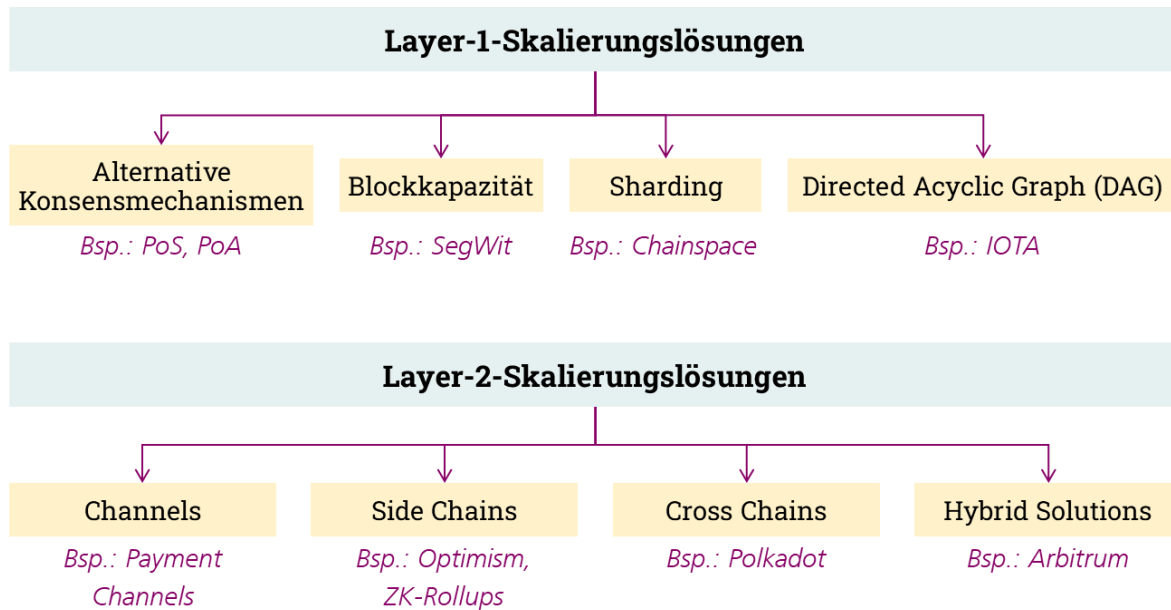 Layer-1-Skalierungslösungen
Alternative
Konsensmechanismen
Bsp.: PoS, PoA
Blockkapazität
Bsp.: SegWit
Sharding
Bsp.: Chainspace
Directed Acyclic Graph (DAG)
Bsp.: IOTA
Layer-2-Skalierungslösungen
Channels
Bsp.: Payment
Channels
Side Chains
Bsp.: Optimism,
ZK-Rollups
Cross Chains
Bsp.: Polkadot
Hybrid Solutions
Bsp.: Arbitrum